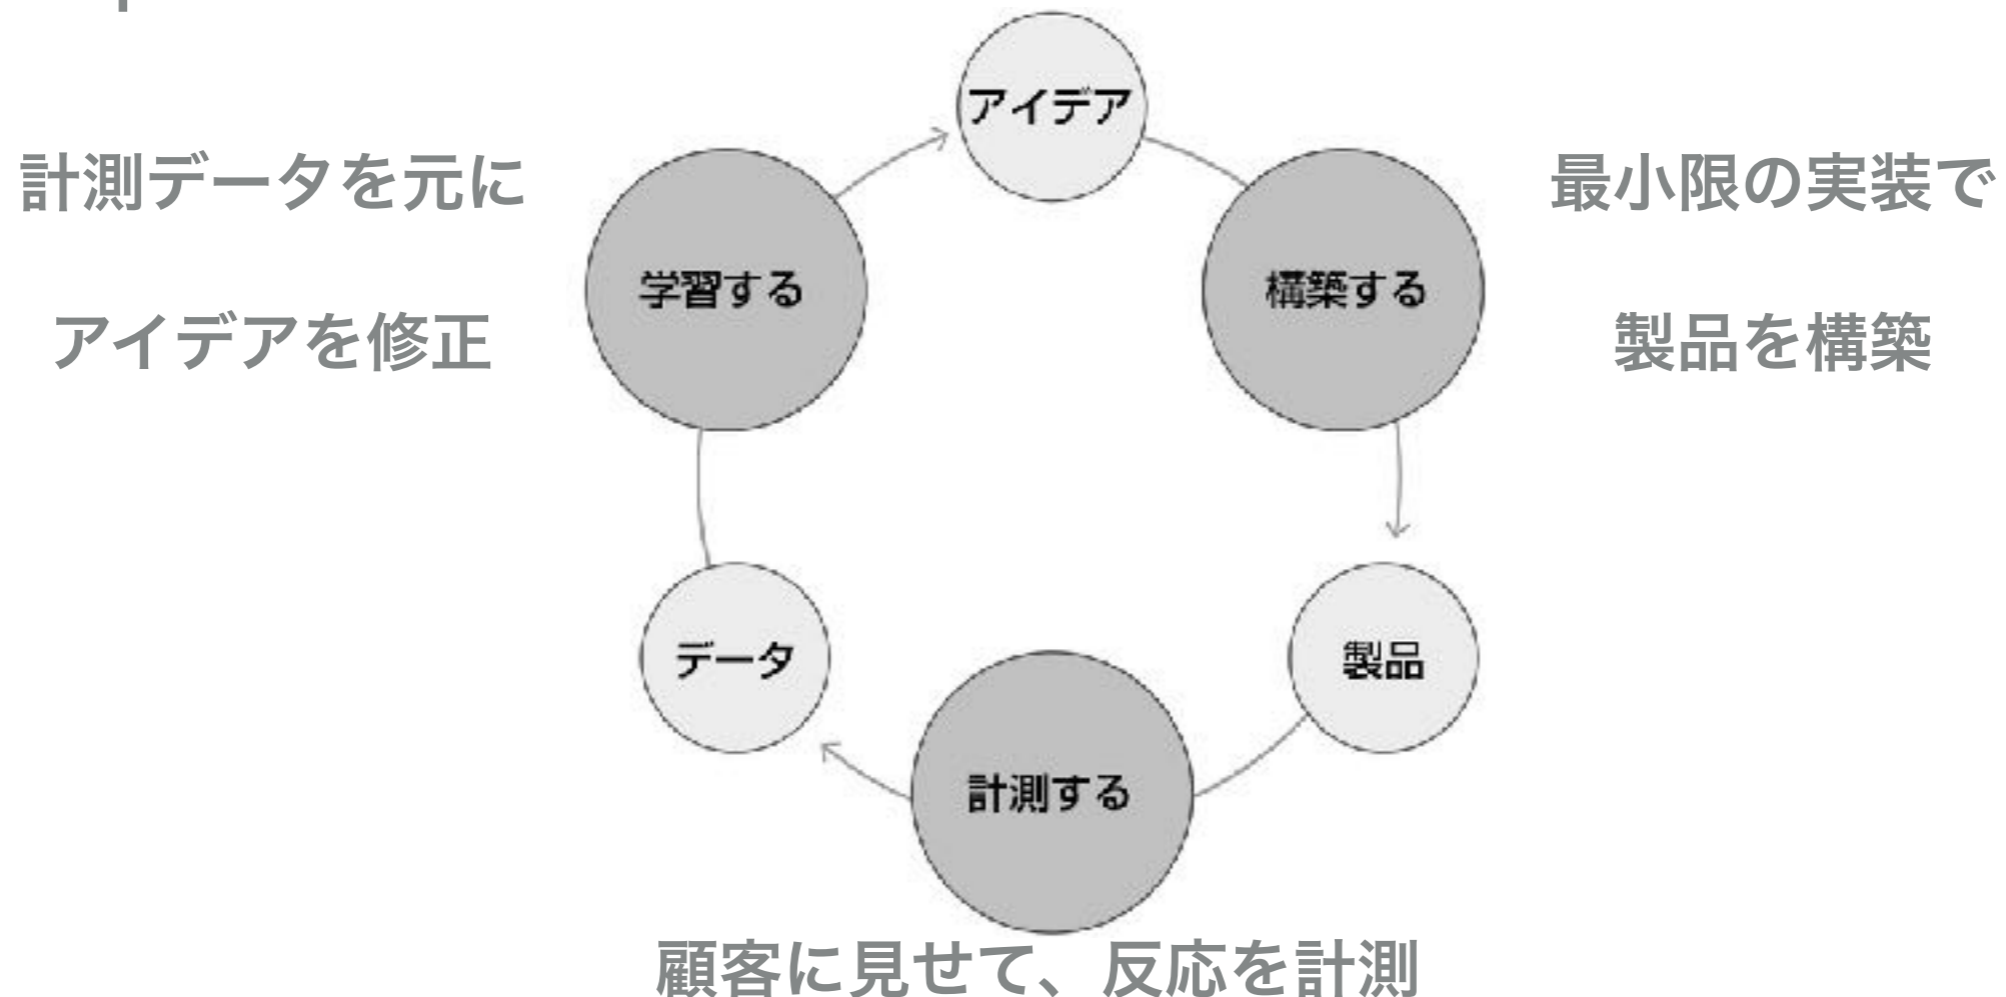 アイデア
計測データを元に
アイデアを修正
学習する
構築する
最小限の実装で
製品を構築
データ
製品
計測する
顧客に見せて、反応を計測